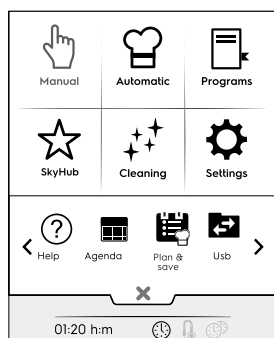 Manual Automatic Programs
SkyHub Cleaning Settings
Help Agenda Plan & save Usb
01:20 h:m